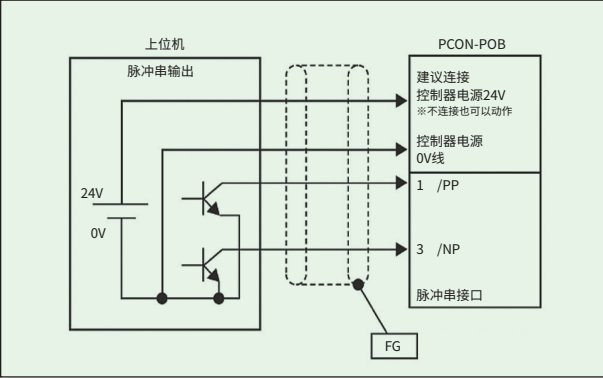 上位机
PCON-POB
脉冲串输出
建议连接
控制器电源24V
※不连接也可以动作
控制器电源
0V线
24V
1 /PP
0V
3 /NP
脉冲串接口
FG